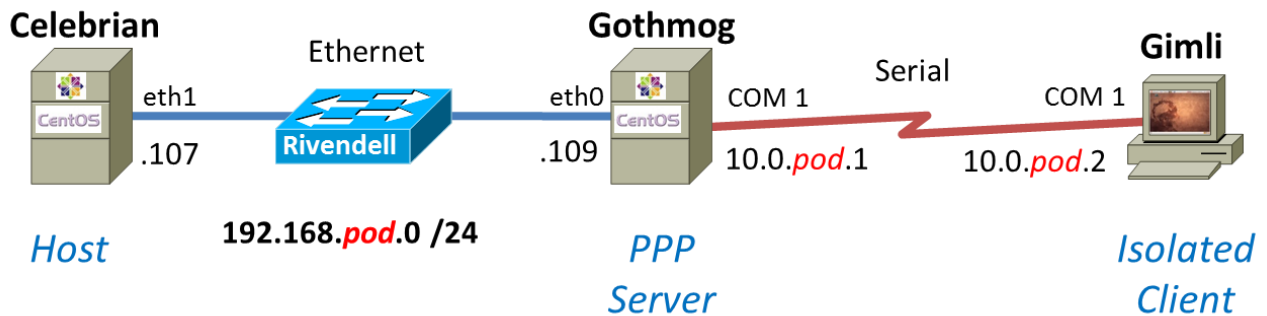 Celebrian
Ethernet
Gothmog
Gimli
Serial
eth1
eth0
COM 1
COM 1
CentOS
Rivendell
CentOS
.107
.109
10.0.pod.1
10.0.pod.2
192.168.pod.0 /24
Host
PPP
Server
Isolated
Client